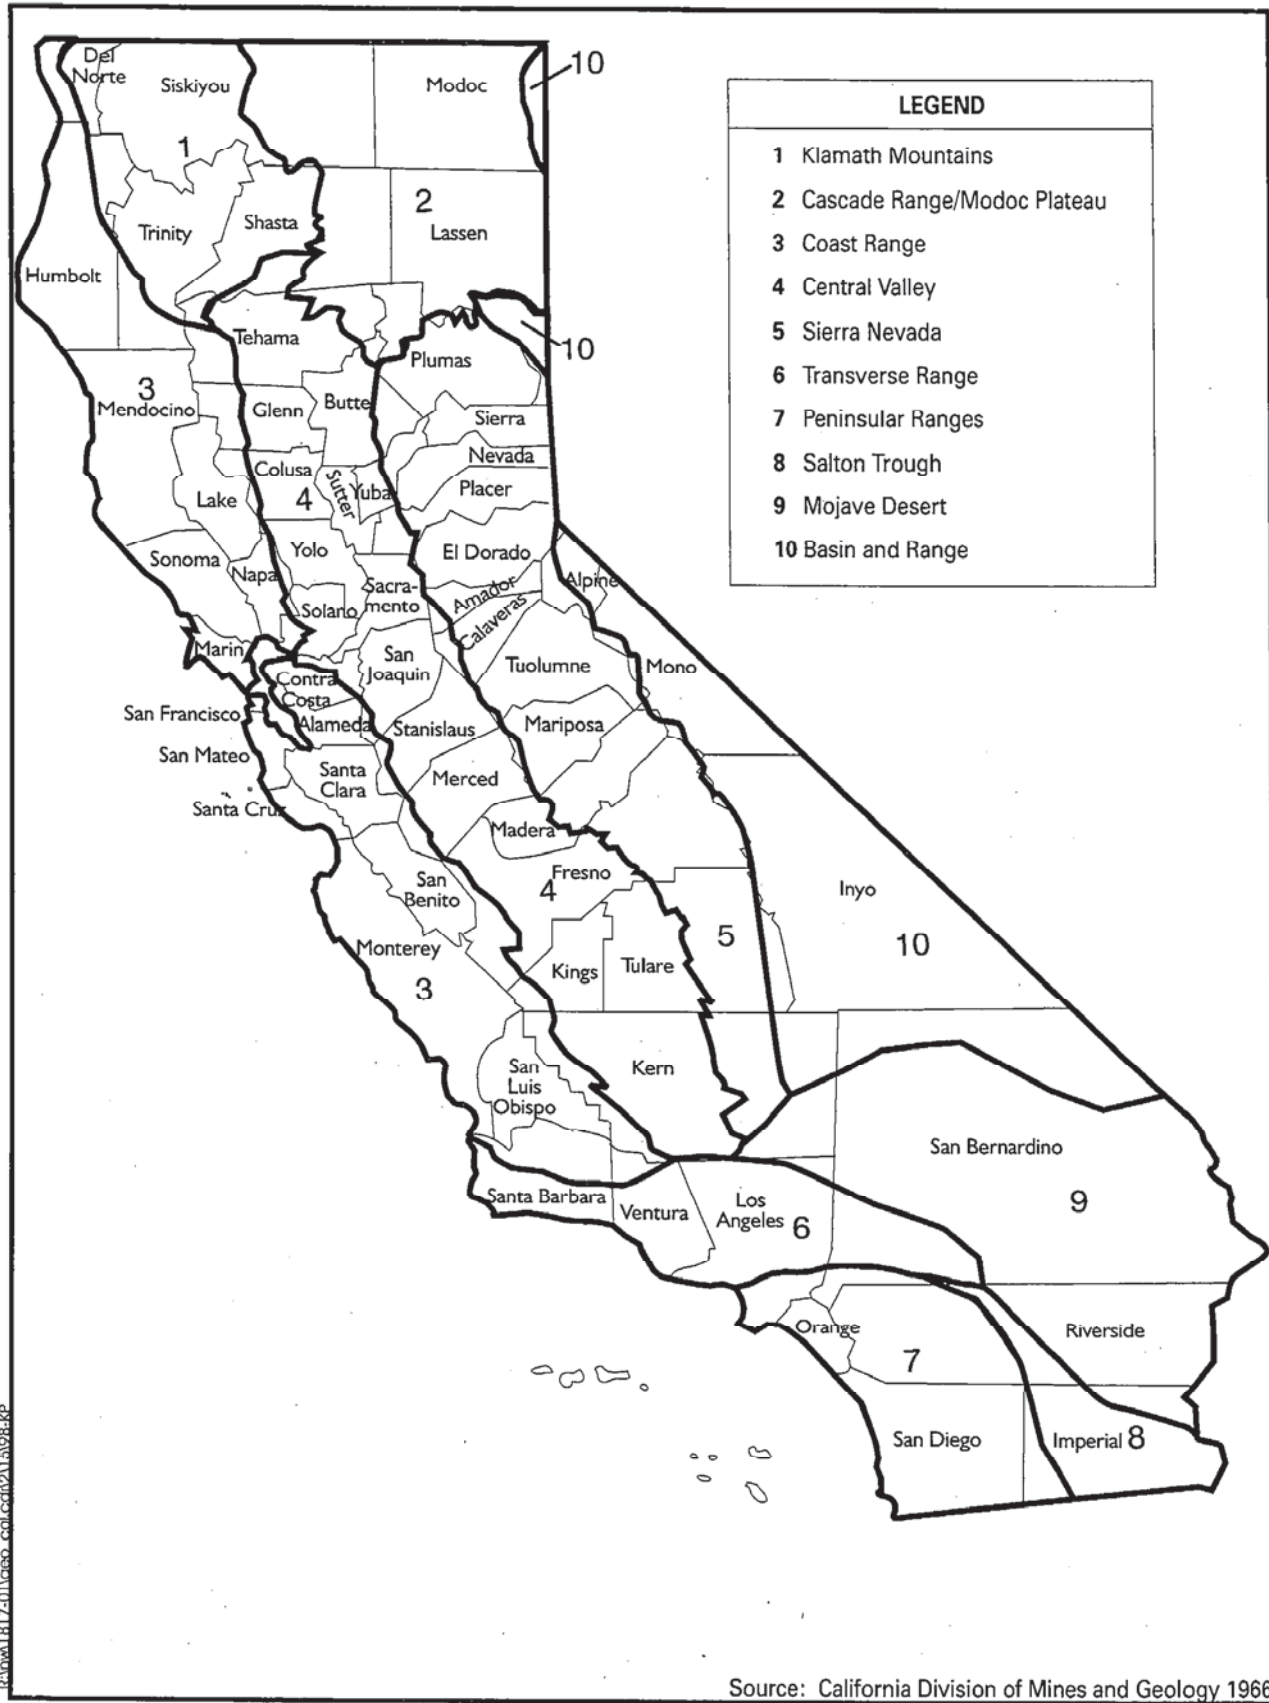 Del
Norte
Siskiyou
Modoc
10
1
Trinity
Shasta
2
Lassen
Humbolt
Tehama
10
Plumas
3
Mendocino
Glenn
Butte
Sierra
Colusa
Nevada
Lake
4
Sutter
Yuba
Placer
Sonoma
Napa
Yolo
El Dorado
Solano
Sacra-
mento
Amador
Alpine
Calaveras
Marin
San
Joaquin
Tuolumne
Mono
Contra
Costa
San Francisco
Alameda
Stanislaus
Mariposa
San Mateo
Santa
Clara
Merced
Santa Cruz
Madera
Fresno
4
San
Benito
Inyo
Monterey
5
10
Kings
Tulare
3
San
Luis
Obispo
Kern
San Bernardino
Santa Barbara
Ventura
Los
Angeles
6
9
Orange
Riverside
7
San Diego
Imperial
8
LEGEND
1 Klamath Mountains
2 Cascade Range/Modoc Plateau
3 Coast Range
4 Central Valley
5 Sierra Nevada
6 Transverse Range
7 Peninsular Ranges
8 Salton Trough
9 Mojave Desert
10 Basin and Range
Source: California Division of Mines and Geology 1966